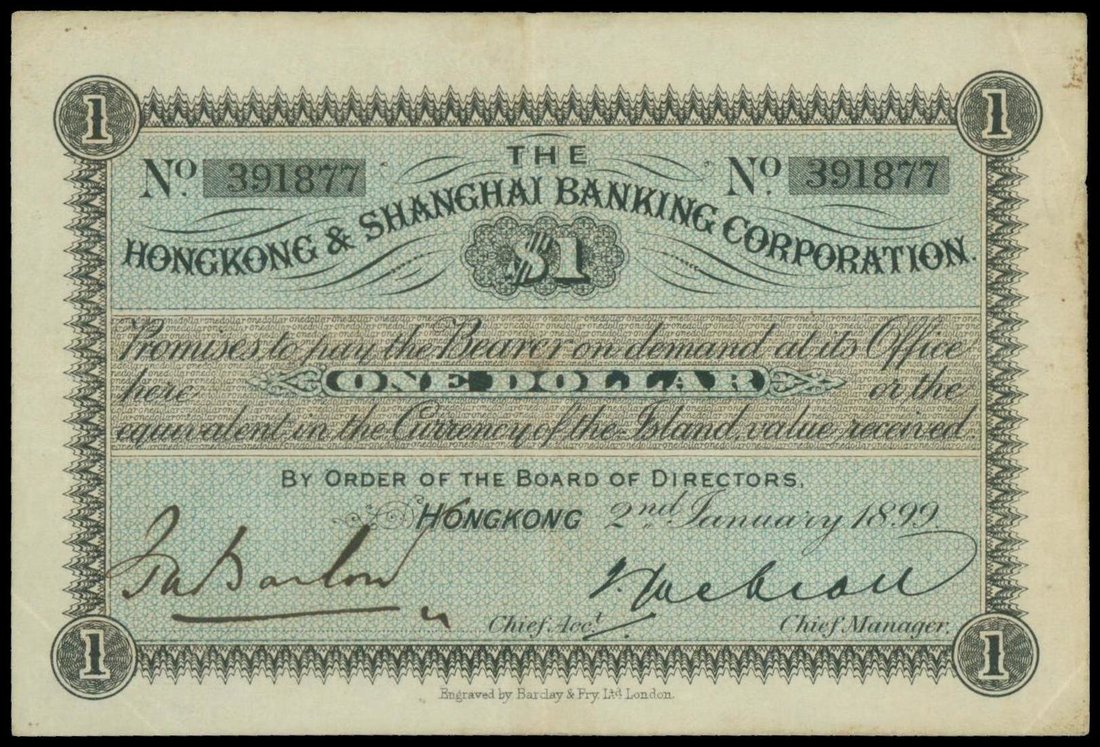 1 1
No. 391877 THE No. 391877
HONGKONG & SHANGHAI BANKING CORPORATION.
$1
Promises to pay the Bearer on demand at its Office
here ONE DOLLAR or the
equivalent in the Currency of the Island, value received.
BY ORDER OF THE BOARD OF DIRECTORS,
HONGKONG 2nd January 1899
Barlow
Chief Acct. Chief Manager.
1 1
Engraved by Barclay & Fry, Ltd. London.